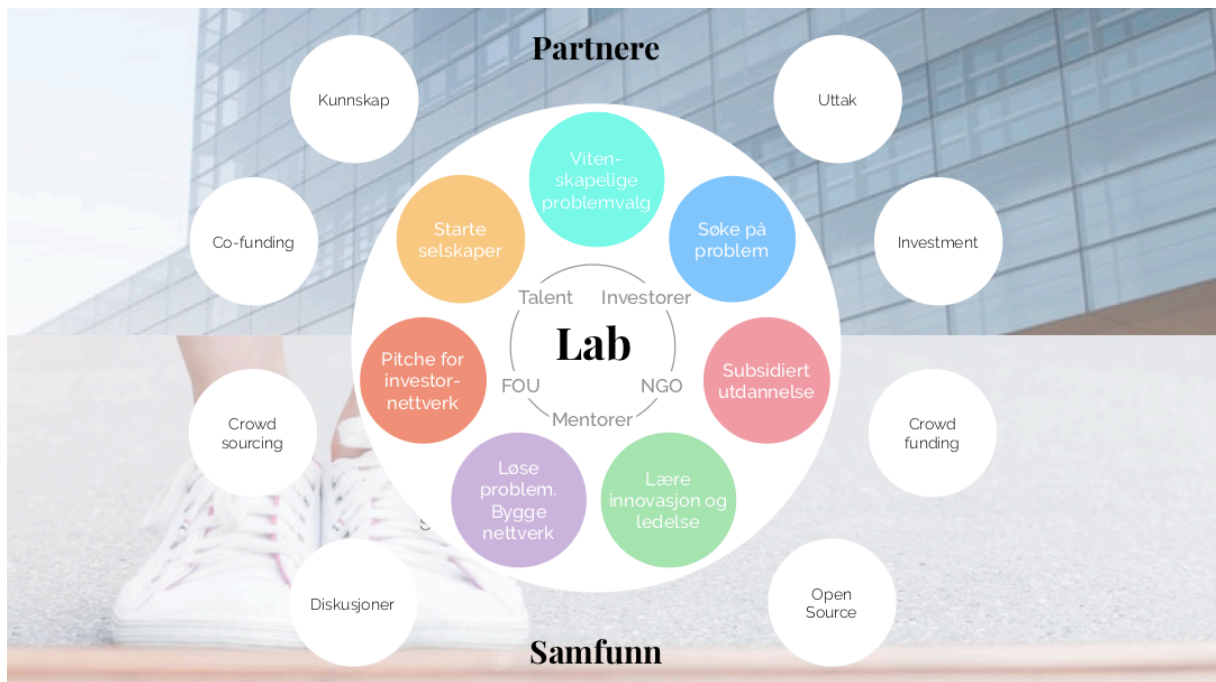 Partnere
Kunnskap
Uttak
Co-funding
Investment
Viten-
skapelige
problemvalg
Starte
selskaper
Søke på
problem
Talent
Investorer
Lab
FOU
NGO
Mentorer
Pitche for
investor-
nettverk
Subsidiert
utdannelse
Løse
problem.
Bygge
nettverk
Lære
innovasjon og
ledelse
Crowd
sourcing
Crowd
funding
Diskusjoner
Open
Source
Samfunn